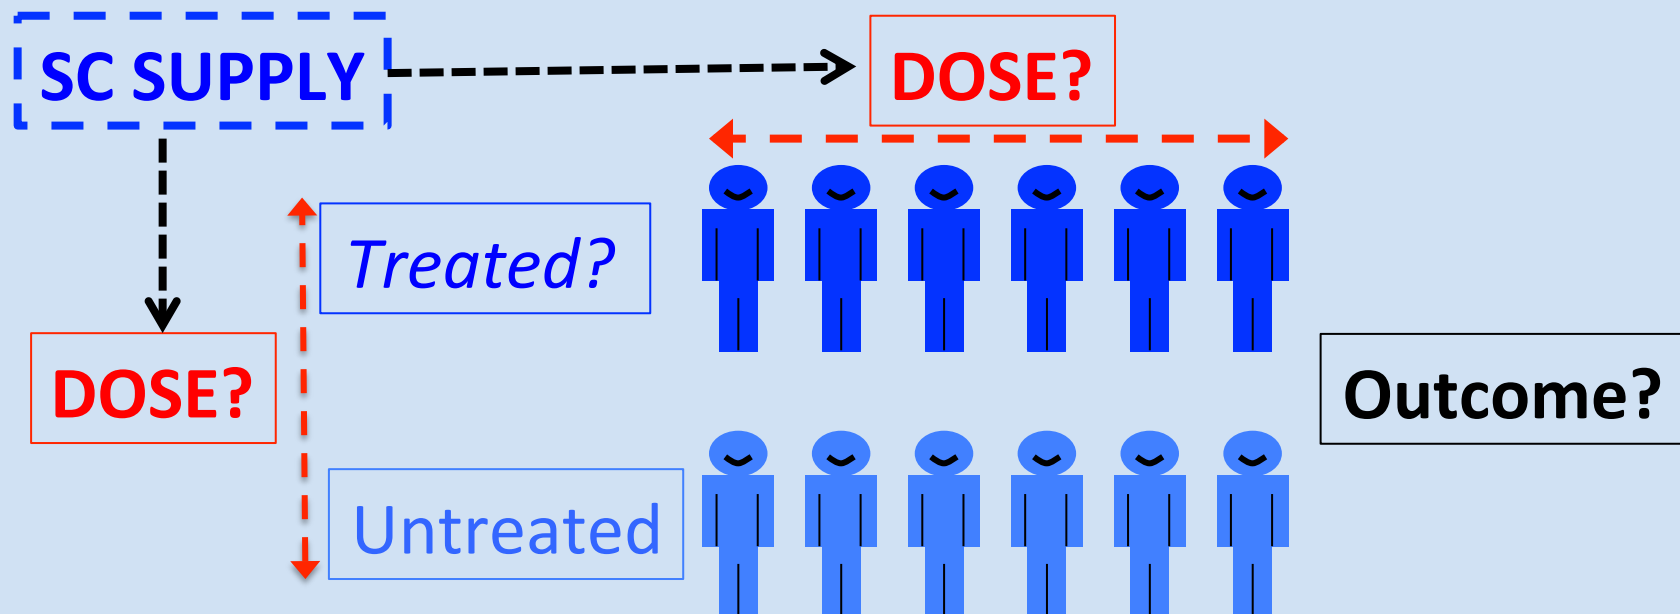 SC SUPPLY
DOSE?
Treated?
DOSE?
Outcome?
Untreated